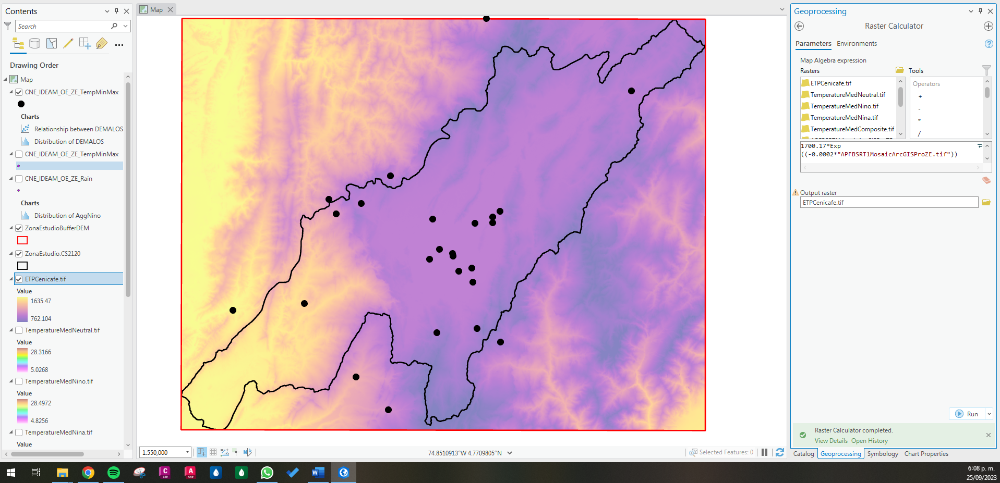 Contents
Search
Drawing Order
Map
CNE_IDEAM_OE_ZE_TempMinMax
Charts
Relationship between DEMALOS
Distribution of DEMALOS
CNE_IDEAM_OE_ZE_TempMinMax
CNE_IDEAM_OE_ZE_Rain
Charts
Distribution of AggNino
ZonaEstudioBufferDEM
ZonaEstudio.CS2120
ETPCenicafe.tif
Value
1635.47
762.104
TemperatureMedNeutral.tif
Value
28.3166
5.0268
TemperatureMedNino.tif
Value
28.4972
4.8256
TemperatureMedNina.tif
Value
Map
1:550,000
74.8510913°W 4.7709805°N
Selected Features: 0
Geoprocessing
Raster Calculator
Parameters Environments
Map Algebra expression
Rasters
ETPCenicafe.tif
TemperatureMedNeutral.tif
TemperatureMedNino.tif
TemperatureMedNina.tif
TemperatureMedComposite.tif
Tools
Operators
+
-
*
/
1700.17*Exp
((-0.0002*"APFBSRT1MosaicArcGISProZE.tif"))
Output raster
ETPCenicafe.tif
Run
Raster Calculator completed.
View Details Open History
Catalog Geoprocessing Symbology Chart Properties
6:08 p. m.
25/09/2023